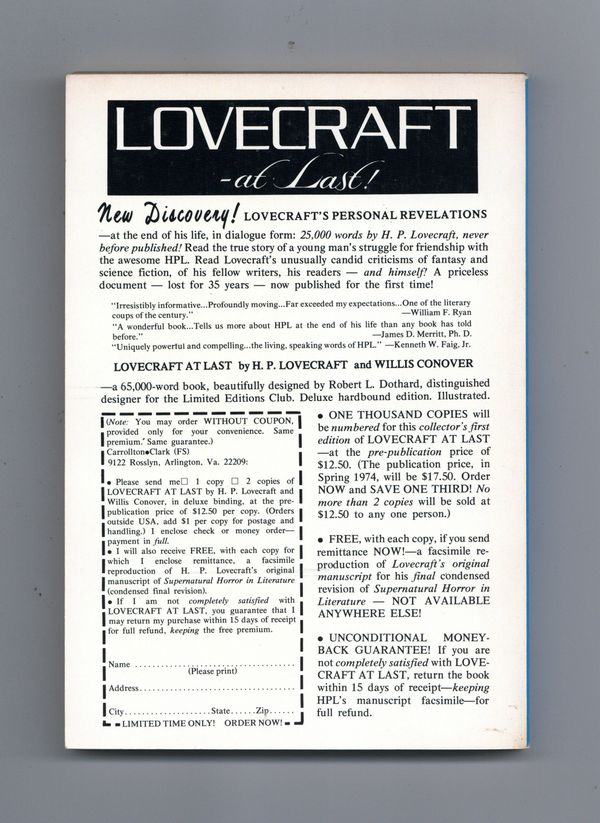 LOVECRAFT
-at Last!
New Discovery! LOVECRAFT'S PERSONAL REVELATIONS
—at the end of his life, in dialogue form: 25,000 words by H. P. Lovecraft, never
before published! Read the true story of a young man's struggle for friendship with
the awesome HPL. Read Lovecraft's unusually candid criticisms of fantasy and
science fiction, of his fellow writers, his readers — and himself! A priceless
document — lost for 35 years — now published for the first time!
"Irresistibly informative...Profoundly moving...Far exceeded my expectations...One of the literary
coups of the century." —William F. Ryan
"A wonderful book...Tells us more about HPL at the end of his life than any book has told
before." —James D. Merritt, Ph. D.
"Uniquely powerful and compelling...the living, speaking words of HPL." —Kenneth W. Faig, Jr.
LOVECRAFT AT LAST by H. P. LOVECRAFT and WILLIS CONOVER
—a 65,000-word book, beautifully designed by Robert L. Dothard, distinguished
designer for the Limited Editions Club. Deluxe hardbound edition. Illustrated.
(Note: You may order WITHOUT COUPON,
provided only for your convenience. Same
premium. Same guarantee.)
Carrollton•Clark (FS)
9122 Rosslyn, Arlington, Va. 22209:
• Please send me☐ 1 copy ☐ 2 copies of
LOVECRAFT AT LAST by H. P. Lovecraft and
Willis Conover, in deluxe binding, at the pre-
publication price of $12.50 per copy. (Orders
outside USA, add $1 per copy for postage and
handling.) I enclose check or money order—
payment in full.
• I will also receive FREE, with each copy for
which I enclose remittance, a facsimile
reproduction of H. P. Lovecraft's original
manuscript of Supernatural Horror in Literature
(condensed final revision).
• If I am not completely satisfied with
LOVECRAFT AT LAST, you guarantee that I
may return my purchase within 15 days of receipt
for full refund, keeping the free premium.
Name ......................................
(Please print)
Address.....................................
City....................State......Zip......
LIMITED TIME ONLY! ORDER NOW!
• ONE THOUSAND COPIES will
be numbered for this collector's first
edition of LOVECRAFT AT LAST
—at the pre-publication price of
$12.50. (The publication price, in
Spring 1974, will be $17.50. Order
NOW and SAVE ONE THIRD! No
more than 2 copies will be sold at
$12.50 to any one person.)
• FREE, with each copy, if you send
remittance NOW!—a facsimile re-
production of Lovecraft's original
manuscript for his final condensed
revision of Supernatural Horror in
Literature — NOT AVAILABLE
ANYWHERE ELSE!
• UNCONDITIONAL MONEY-
BACK GUARANTEE! If you are
not completely satisfied with LOVE-
CRAFT AT LAST, return the book
within 15 days of receipt—keeping
HPL's manuscript facsimile—for
full refund.